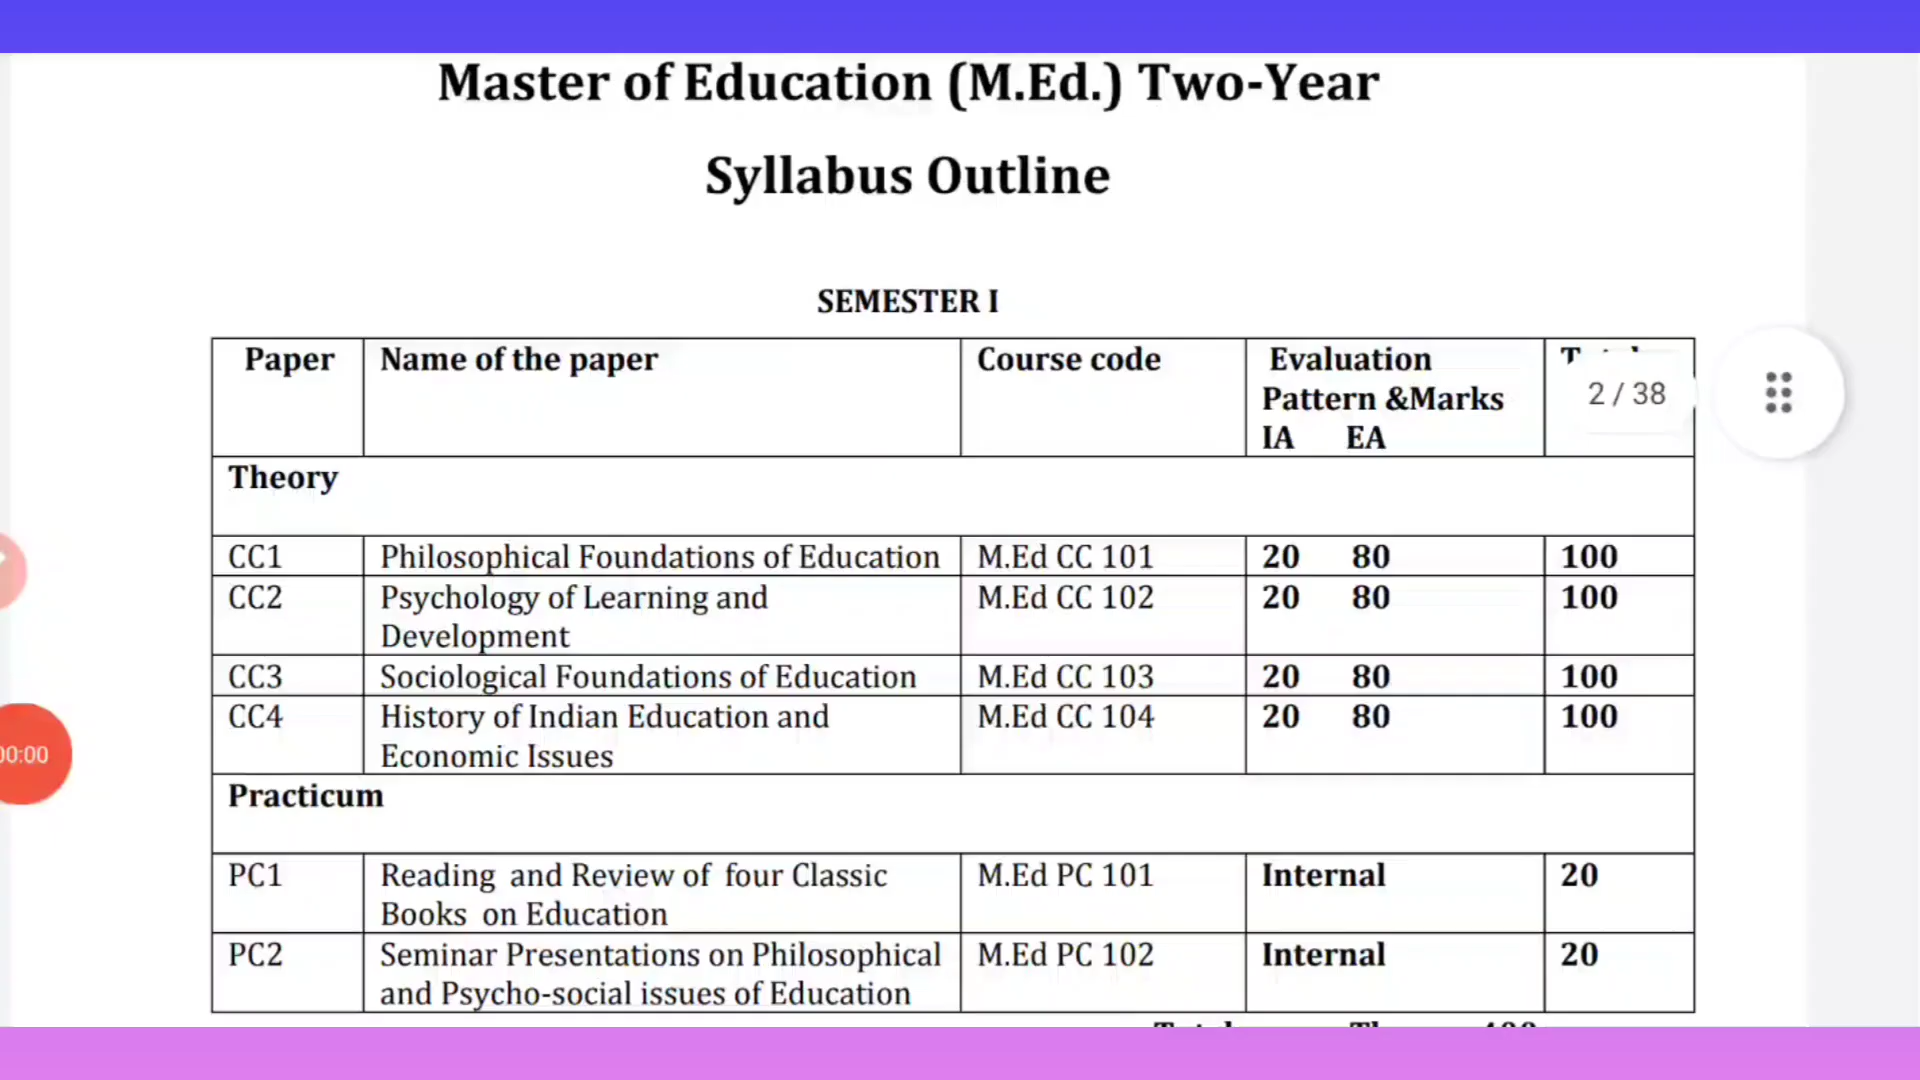 Master of Education (M.Ed.) Two-Year
Syllabus Outline
SEMESTER I
Paper Name of the paper Course code Evaluation
Pattern &Marks
IA EA
2 / 38
Theory
CC1 Philosophical Foundations of Education M.Ed CC 101 20 80 100
CC2 Psychology of Learning and M.Ed CC 102 20 80 100
Development
CC3 Sociological Foundations of Education M.Ed CC 103 20 80 100
CC4 History of Indian Education and M.Ed CC 104 20 80 100
Economic Issues
Practicum
PC1 Reading and Review of four Classic M.Ed PC 101 Internal 20
Books on Education
PC2 Seminar Presentations on Philosophical M.Ed PC 102 Internal 20
and Psycho-social issues of Education
00:00